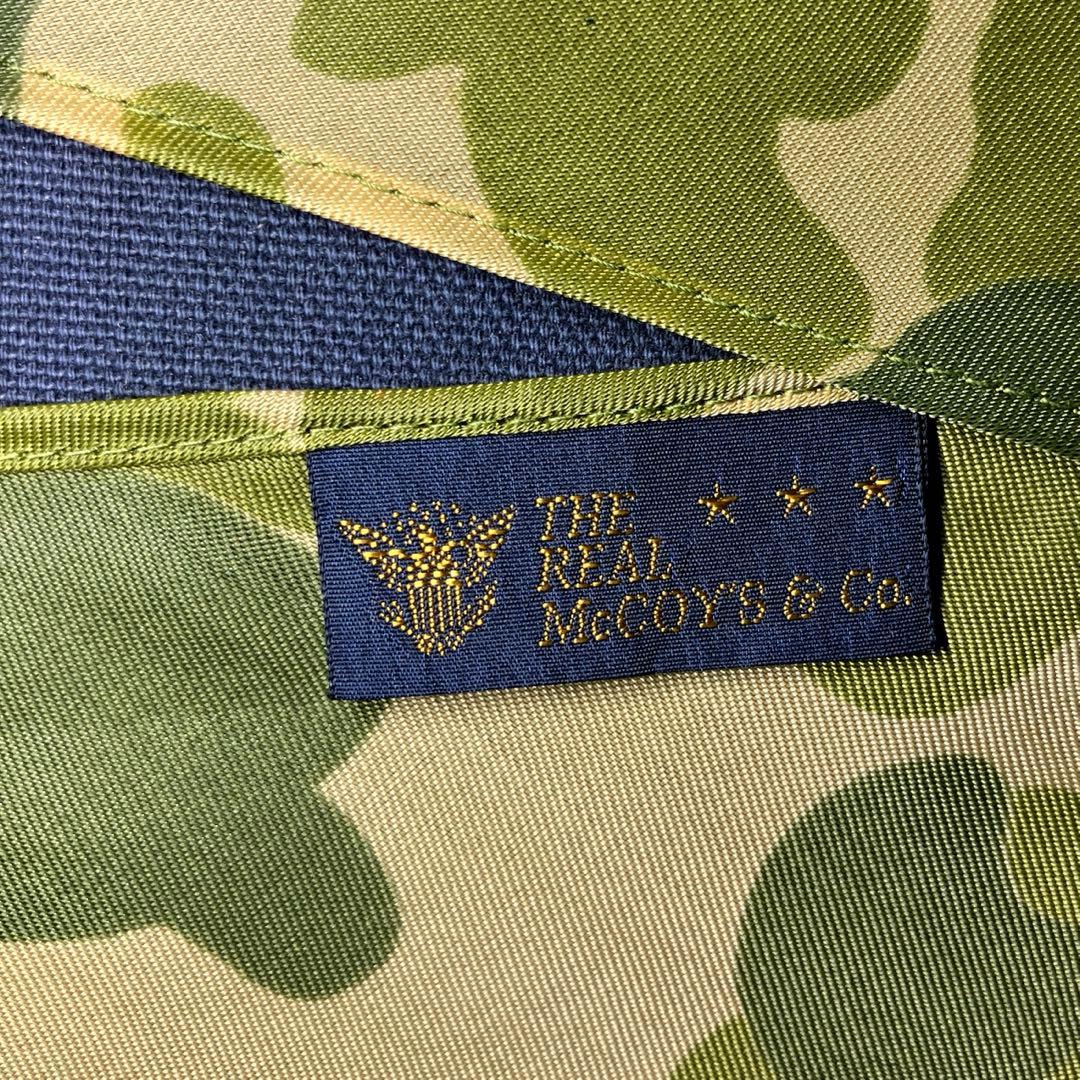 THE
REAL
McCOY'S & Co.